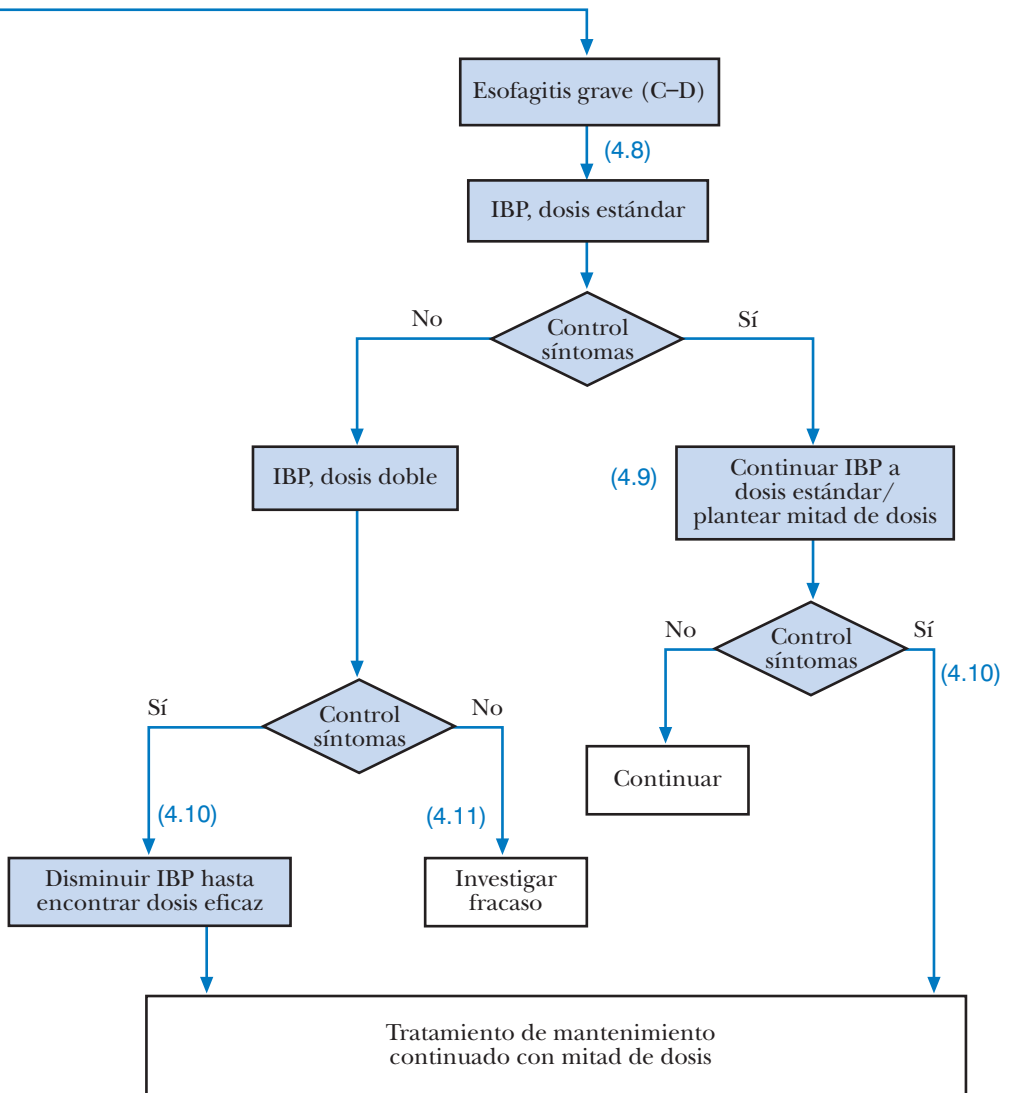 Esofagitis grave (C–D)
(4.8)
IBP, dosis estándar
No
Control
síntomas
Sí
IBP, dosis doble
(4.9)
Continuar IBP a
dosis estándar/
plantear mitad de dosis
No
Control
síntomas
Sí
(4.10)
Sí
Control
síntomas
No
Continuar
(4.10)
(4.11)
Disminuir IBP hasta
encontrar dosis eficaz
Investigar
fracaso
Tratamiento de mantenimiento
continuado con mitad de dosis